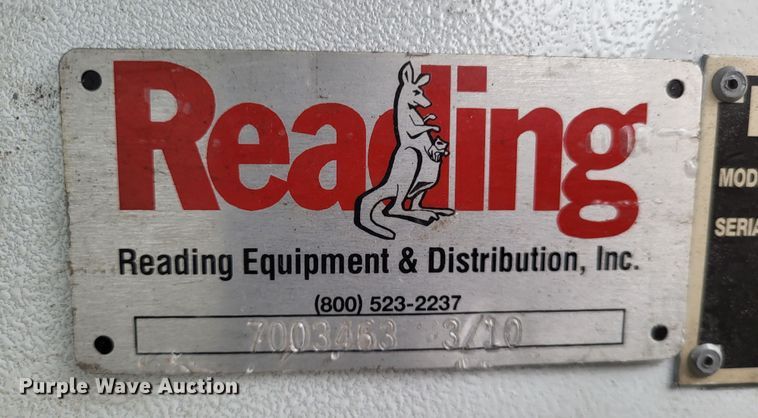 Reading
Reading Equipment & Distribution, Inc.
(800) 523-2237
7003463 3/10
MOD
SERIA
Purple Wave Auction